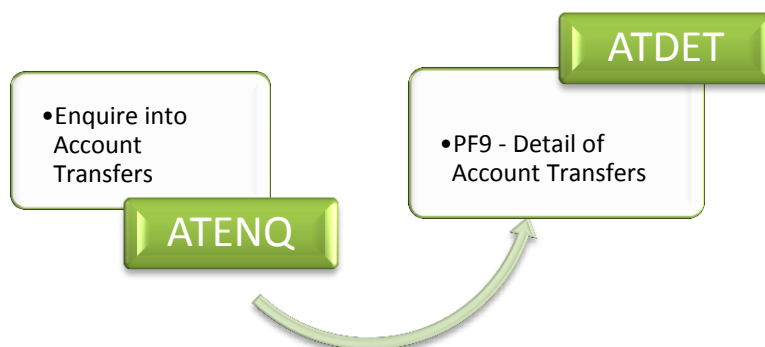 •Enquire into
Account
Transfers
ATENQ
ATDET
•PF9 - Detail of
Account Transfers